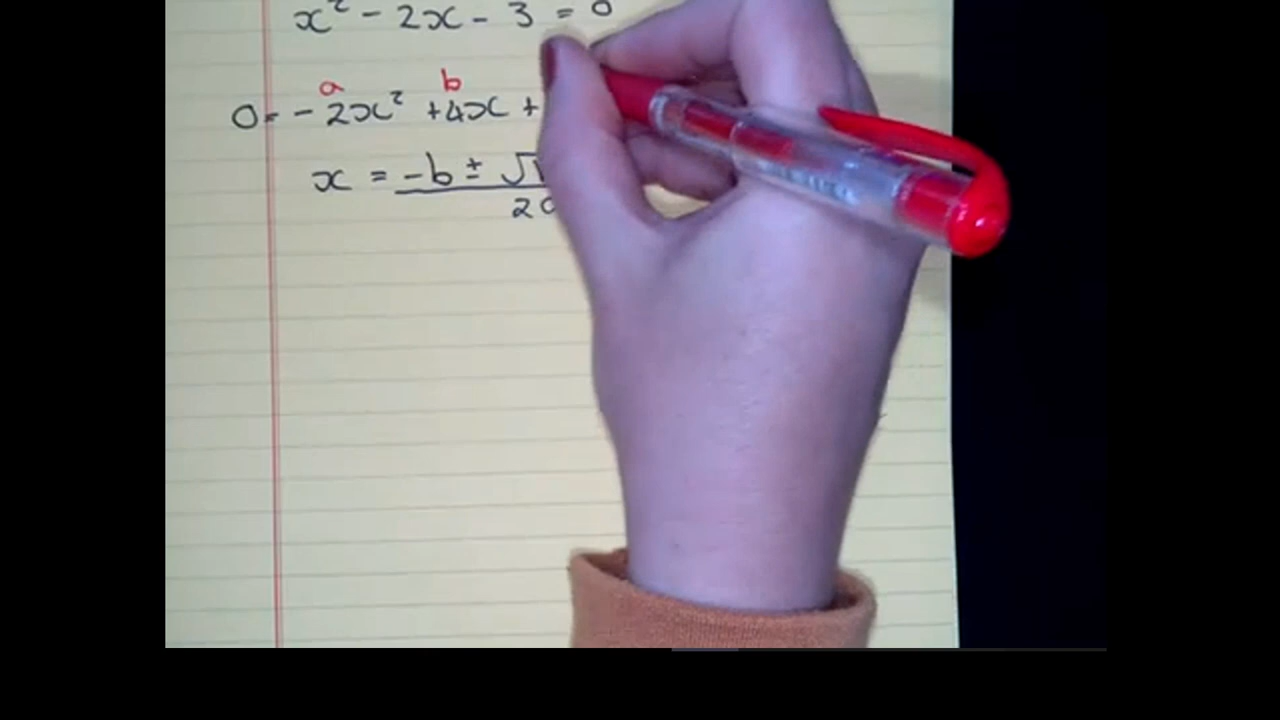 x² - 2x - 3 = 0
a b
0 = - 2x² + 4x +
x = -b ± √
2